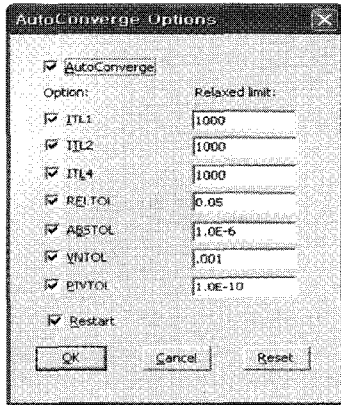 AutoConverge Options
AutoConverge
Option: Relaxed limit:
ITL1 1000
ITL2 1000
ITL4 1000
RELTOL 0.05
ABSTOL 1.0E-6
VNTOL .001
PIVTOL 1.0E-10
Restart
OK Cancel Reset